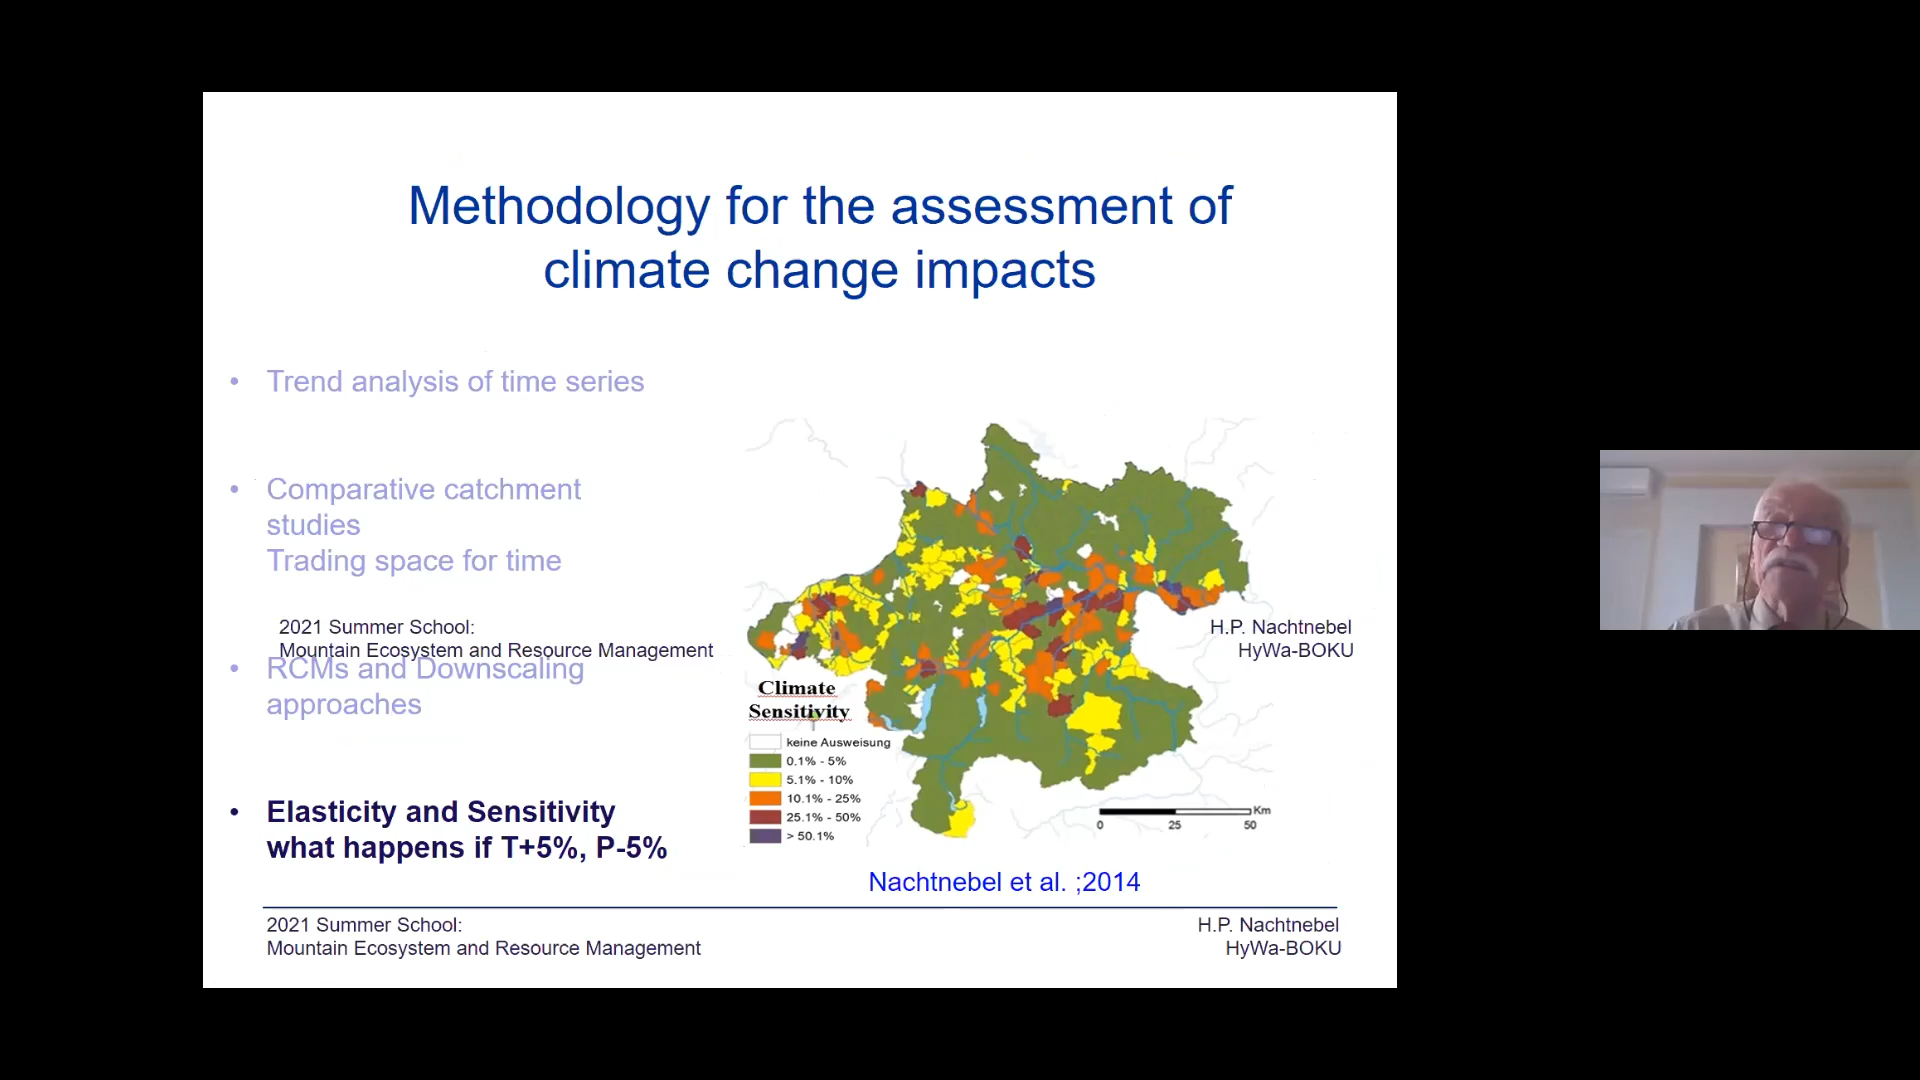 Methodology for the assessment of
climate change impacts
• Trend analysis of time series
• Comparative catchment
studies
Trading space for time
2021 Summer School:
Mountain Ecosystem and Resource Management
H.P. Nachtnebel
HyWa-BOKU
• RCMs and Downscaling
approaches
• Elasticity and Sensitivity
what happens if T+5%, P-5%
Climate
Sensitivity
keine Ausweisung
0.1% - 5%
5.1% - 10%
10.1% - 25%
25.1% - 50%
> 50.1%
Km
0 25 50
Nachtnebel et al. ;2014
2021 Summer School:
Mountain Ecosystem and Resource Management
H.P. Nachtnebel
HyWa-BOKU